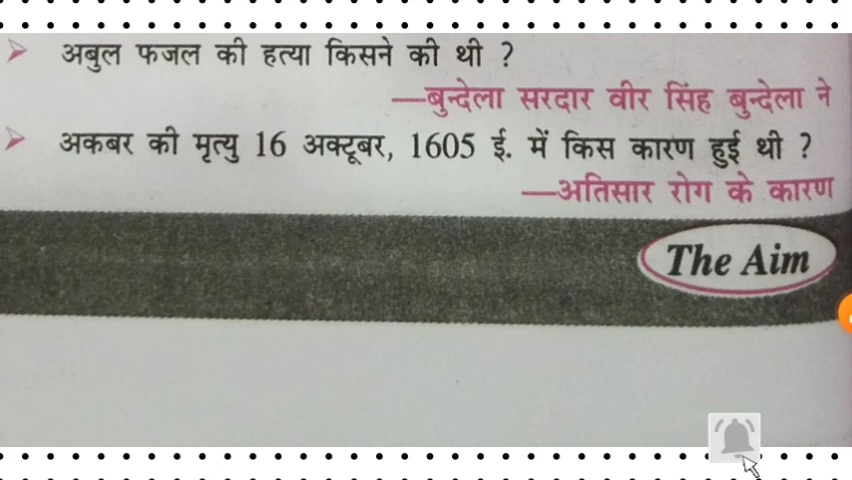 अबुल फजल की हत्या किसने की थी ?
—बुन्देला सरदार वीर सिंह बुन्देला ने
अकबर की मृत्यु 16 अक्टूबर, 1605 ई. में किस कारण हुई थी ?
—अतिसार रोग के कारण
The Aim